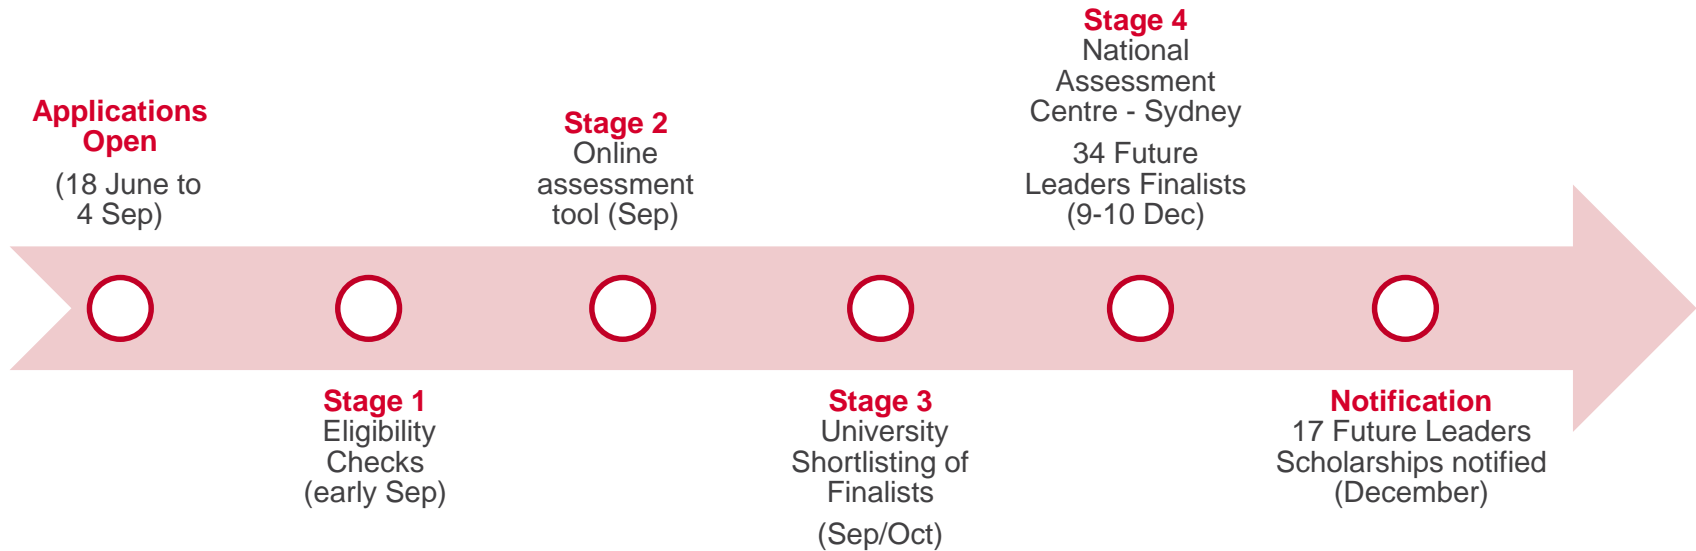 Applications
Open
(18 June to
4 Sep)
Stage 1
Eligibility
Checks
(early Sep)
Stage 2
Online
assessment
tool (Sep)
Stage 3
University
Shortlisting of
Finalists
(Sep/Oct)
Stage 4
National
Assessment
Centre - Sydney
34 Future
Leaders Finalists
(9-10 Dec)
Notification
17 Future Leaders
Scholarships notified
(December)